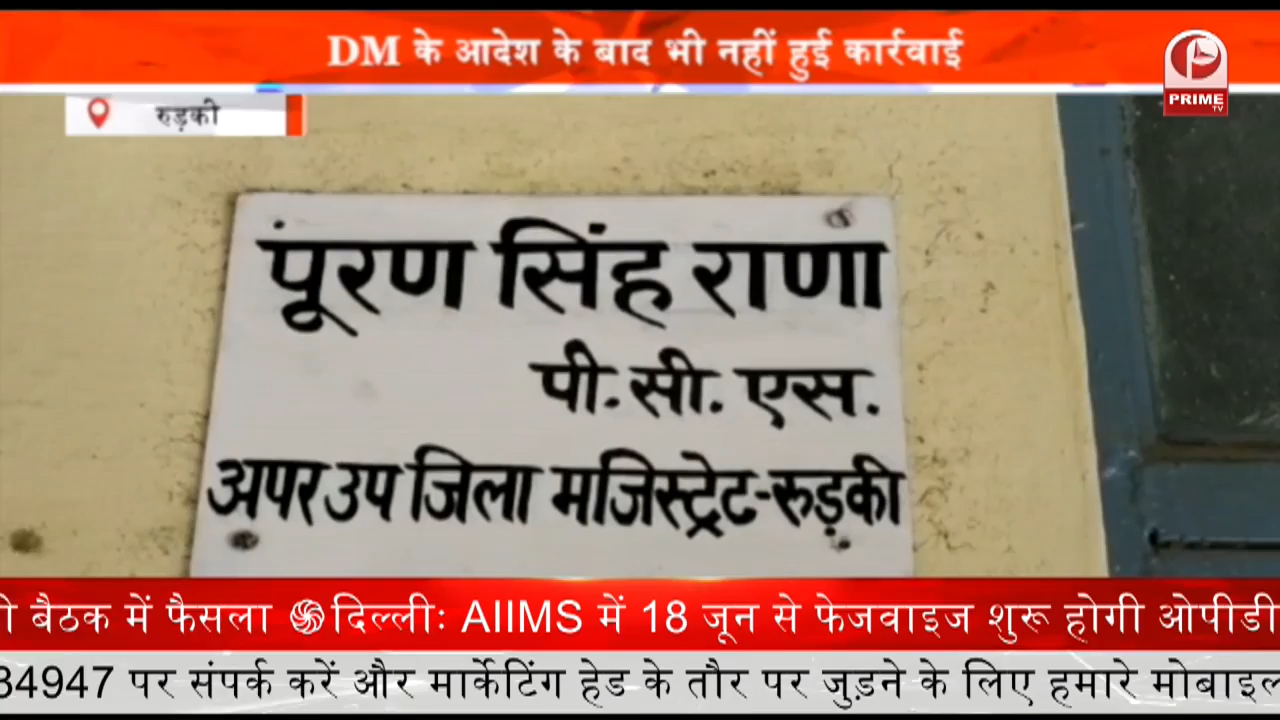 DM के आदेश के बाद भी नहीं हुई कार्रवाई
PRIME
TV
रुड़की
पूरण सिंह राणा
पी. सी. एस.
अपर उप जिला मजिस्ट्रेट-रुड़की
बैठक में फैसला दिल्ली: AIIMS में 18 जून से फेजवाइज शुरू होगी ओपीडी
34947 पर संपर्क करें और मार्केटिंग हेड के तौर पर जुड़ने के लिए हमारे मोबाइल